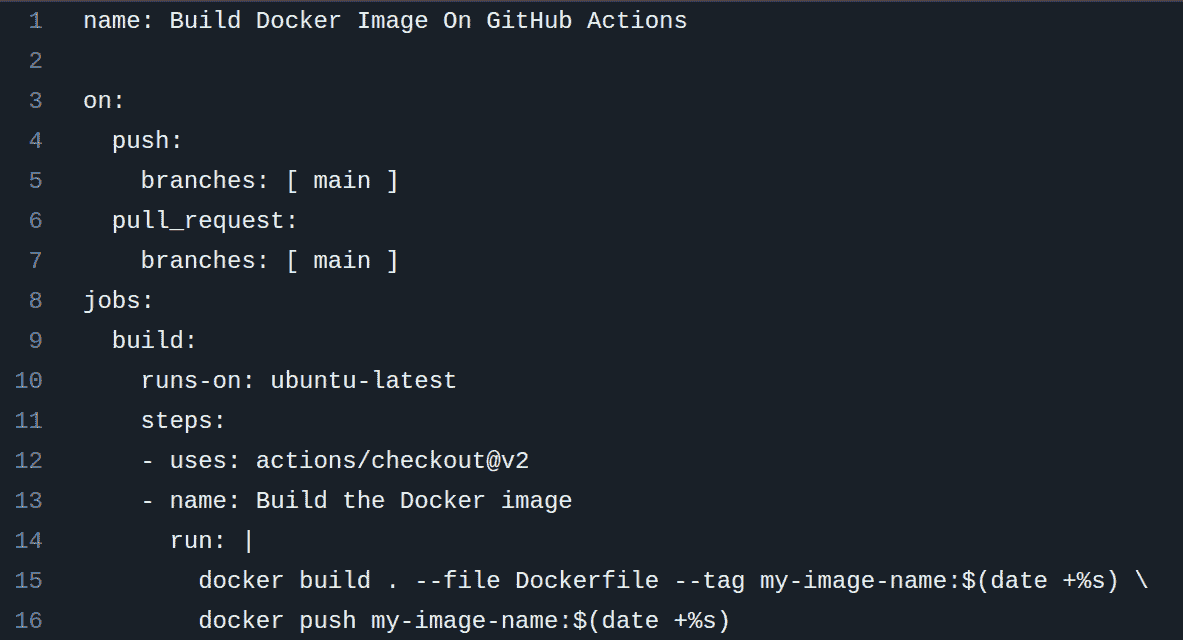 1 name: Build Docker Image On GitHub Actions
2
3 on:
4   push:
5     branches: [ main ]
6   pull_request:
7     branches: [ main ]
8 jobs:
9   build:
10     runs-on: ubuntu-latest
11     steps:
12     - uses: actions/checkout@v2
13     - name: Build the Docker image
14       run: |
15         docker build . --file Dockerfile --tag my-image-name:$(date +%s) \
16         docker push my-image-name:$(date +%s)